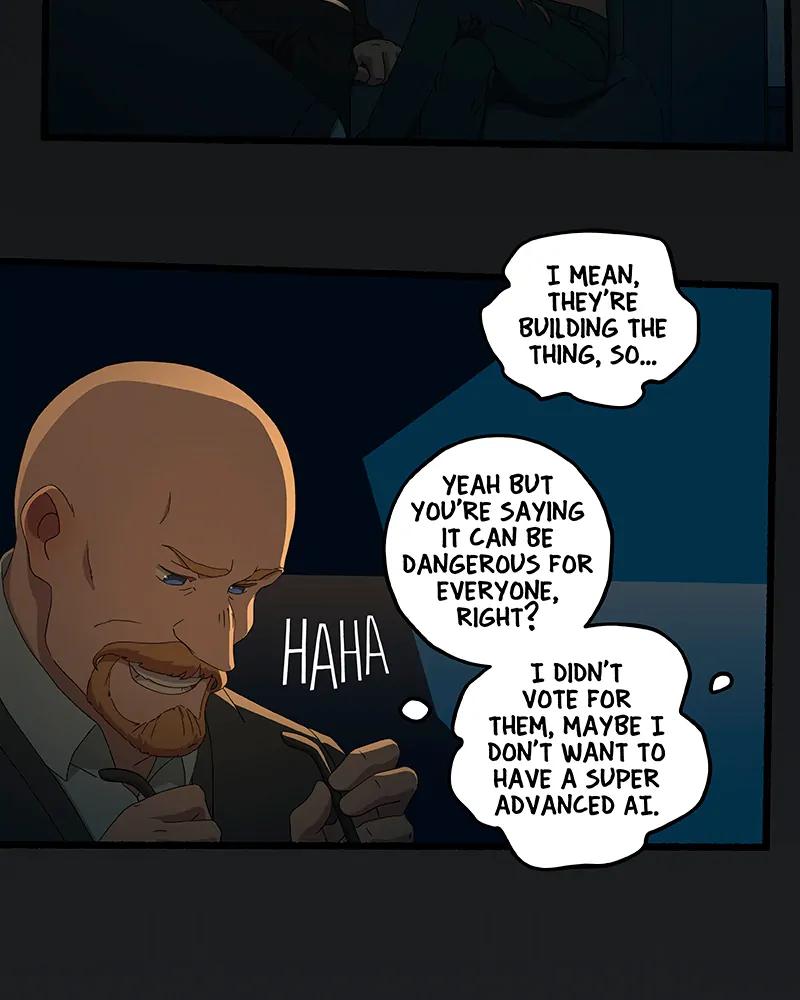 I MEAN,
THEY'RE
BUILDING THE
THING, SO...
YEAH BUT
YOU'RE SAYING
IT CAN BE
DANGEROUS FOR
EVERYONE,
RIGHT?
HAHA
I DIDN'T
VOTE FOR
THEM, MAYBE I
DON'T WANT TO
HAVE A SUPER
ADVANCED AI.